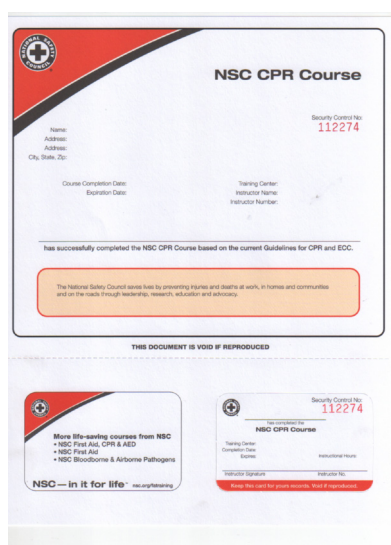 NATIONAL SAFETY COUNCIL
NSC CPR Course
Security Control No:
112274
Name:
Address:
Address:
City, State, Zip:
Course Completion Date:
Expiration Date:
Training Center:
Instructor Name:
Instructor Number:
has successfully completed the NSC CPR Course based on the current Guidelines for CPR and ECC.
The National Safety Council saves lives by preventing injuries and deaths at work, in homes and communities
and on the roads through leadership, research, education and advocacy.
THIS DOCUMENT IS VOID IF REPRODUCED
More life-saving courses from NSC
• NSC First Aid, CPR & AED
• NSC First Aid
• NSC Bloodborne & Airborne Pathogens
NSC — in it for life™ nsc.org/fatraining
Security Control No:
112274
has completed the
NSC CPR Course
Training Center:
Completion Date:
Expires:
Instructional Hours:
Instructor Signature
Instructor No.
Keep this card for yours records. Void if reproduced.